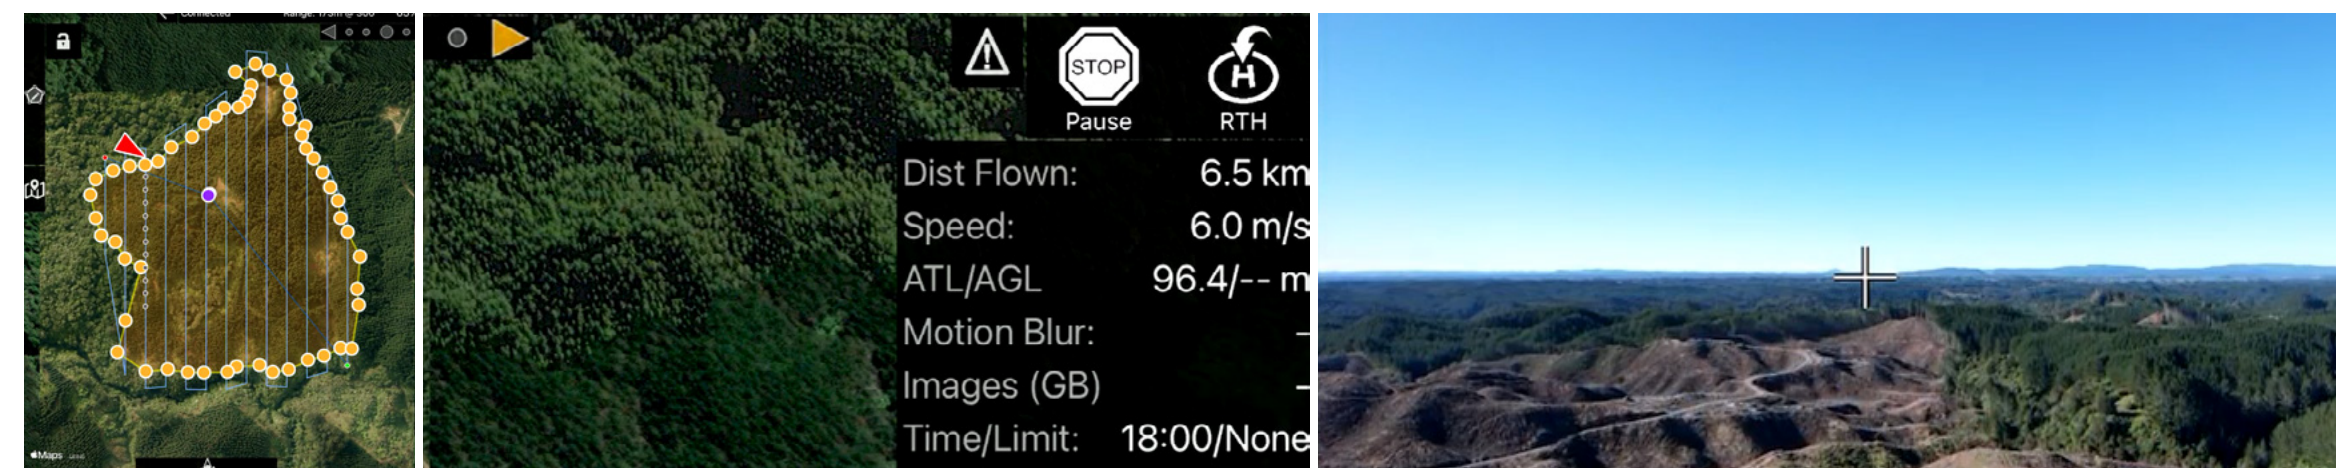 Connected
STOP
Pause
RTH
Dist Flown: 6.5 km
Speed: 6.0 m/s
ATL/AGL 96.4/-- m
Motion Blur: –
Images (GB) –
Time/Limit: 18:00/None
Maps